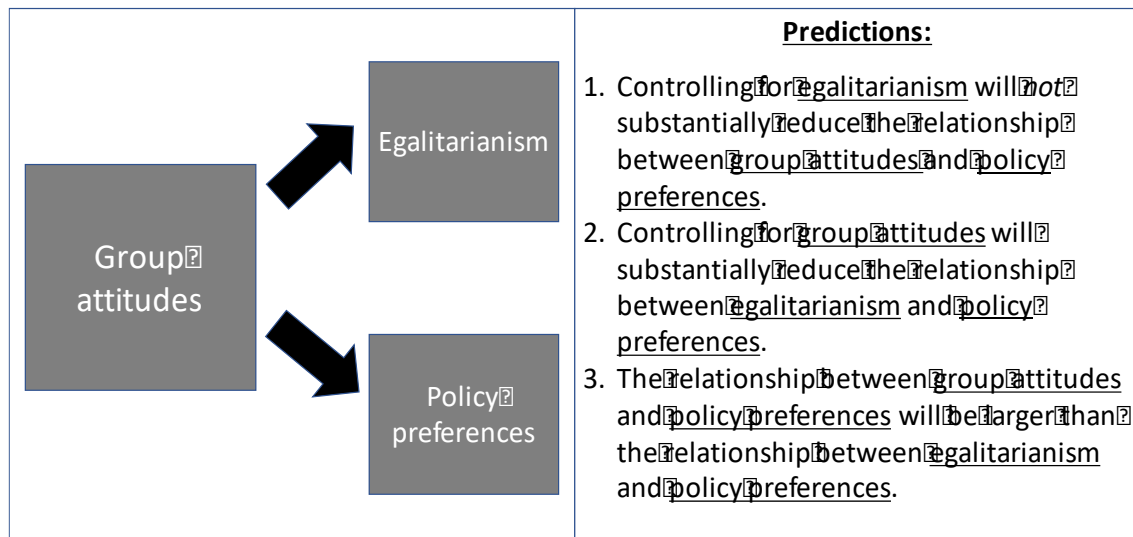 Egalitarianism
Group
attitudes
Policy
preferences
Predictions:
1. Controlling for egalitarianism will not
substantially reduce the relationship
between group attitudes and policy
preferences.
2. Controlling for group attitudes will
substantially reduce the relationship
between egalitarianism and policy
preferences.
3. The relationship between group attitudes
and policy preferences will be larger than
the relationship between egalitarianism
and policy preferences.